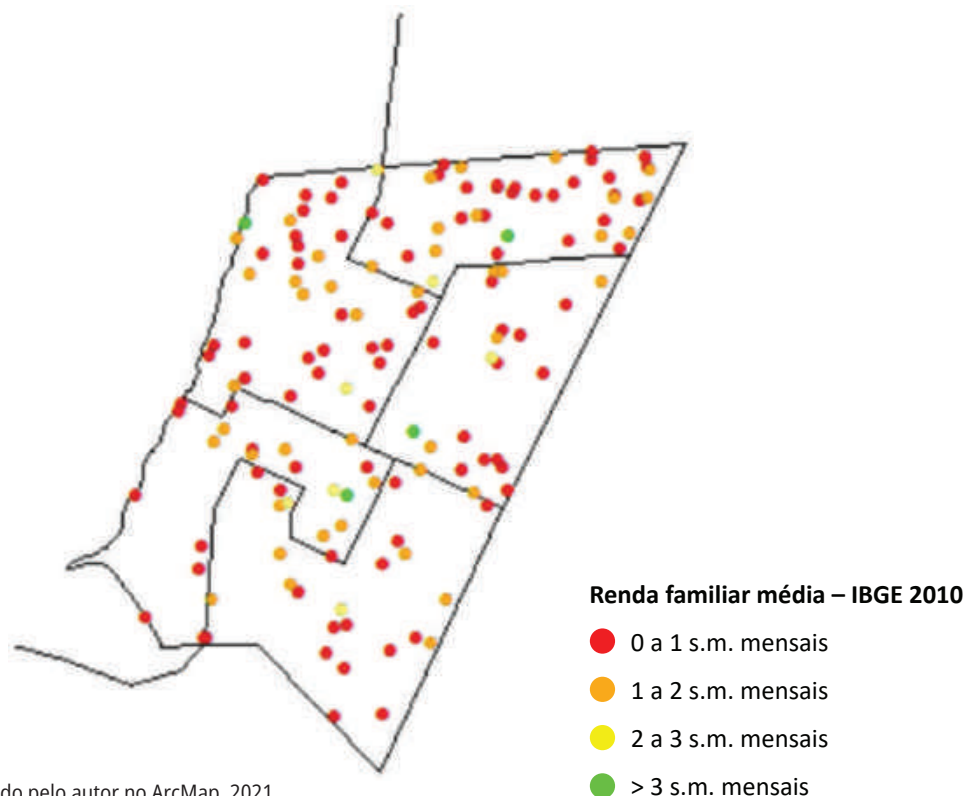 Renda familiar média – IBGE 2010
0 a 1 s.m. mensais
1 a 2 s.m. mensais
2 a 3 s.m. mensais
> 3 s.m. mensais
do pelo autor no ArcMap, 2021